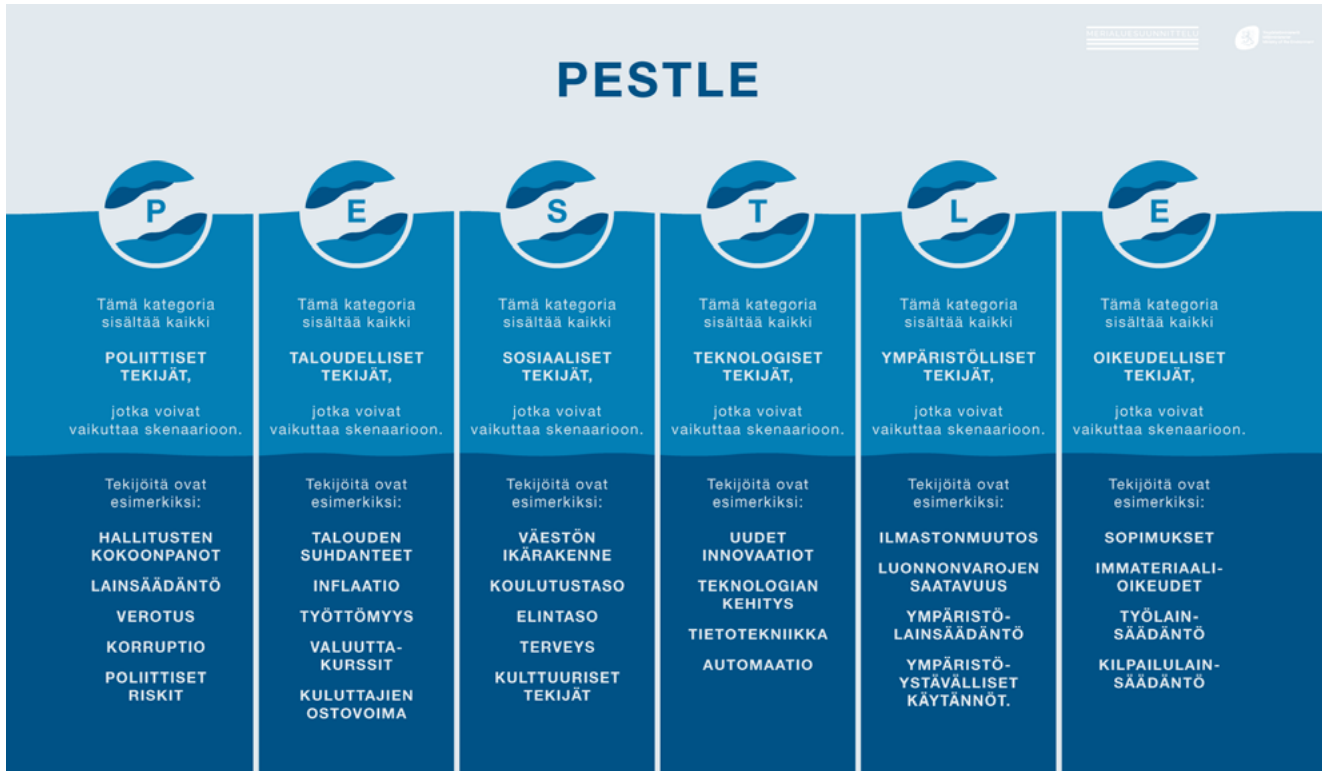 MERIALUESUUNNITTELU
PESTLE
P
Tämä kategoria
sisältää kaikki
POLIITTISET
TEKIJÄT,
jotka voivat
vaikuttaa skenaarioon.
Tekijöitä ovat
esimerkiksi:
HALLITUSTEN
KOKOONPANOT
LAINSÄÄDÄNTÖ
VEROTUS
KORRUPTIO
POLIITTISET
RISKIT
E
Tämä kategoria
sisältää kaikki
TALOUDELLISET
TEKIJÄT,
jotka voivat
vaikuttaa skenaarioon.
Tekijöitä ovat
esimerkiksi:
TALOUDEN
SUHDANTEET
INFLAATIO
TYÖTTÖMYYS
VALUUTTA-
KURSSIT
KULUTTAJIEN
OSTOVOIMA
S
Tämä kategoria
sisältää kaikki
SOSIAALISET
TEKIJÄT,
jotka voivat
vaikuttaa skenaarioon.
Tekijöitä ovat
esimerkiksi:
VÄESTÖN
IKÄRAKENNE
KOULUTUSTASO
ELINTASO
TERVEYS
KULTTUURISET
TEKIJÄT
T
Tämä kategoria
sisältää kaikki
TEKNOLOGISET
TEKIJÄT,
jotka voivat
vaikuttaa skenaarioon.
Tekijöitä ovat
esimerkiksi:
UUDET
INNOVAATIOT
TEKNOLOGIAN
KEHITYS
TIETOTEKNIIKKA
AUTOMAATIO
L
Tämä kategoria
sisältää kaikki
YMPÄRISTÖLLISET
TEKIJÄT,
jotka voivat
vaikuttaa skenaarioon.
Tekijöitä ovat
esimerkiksi:
ILMASTONMUUTOS
LUONNONVAROJEN
SAATAVUUS
YMPÄRISTÖ-
LAINSÄÄDÄNTÖ
YMPÄRISTÖ-
YSTÄVÄLLISET
KÄYTÄNNÖT.
E
Tämä kategoria
sisältää kaikki
OIKEUDELLISET
TEKIJÄT,
jotka voivat
vaikuttaa skenaarioon.
Tekijöitä ovat
esimerkiksi:
SOPIMUKSET
IMMATERIAALI-
OIKEUDET
TYÖLAIN-
SÄÄDÄNTÖ
KILPAILULAIN-
SÄÄDÄNTÖ